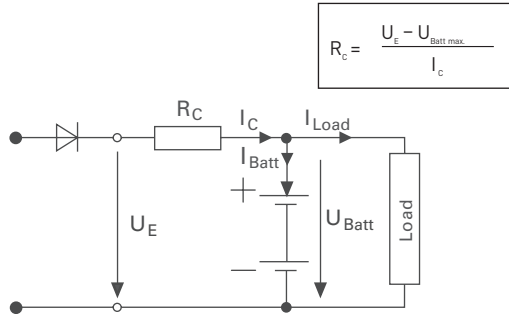 R_c = U_E – U_Batt max. / I_c
R_C
I_C
I_Load
I_Batt
+
U_E
U_Batt
Load
–